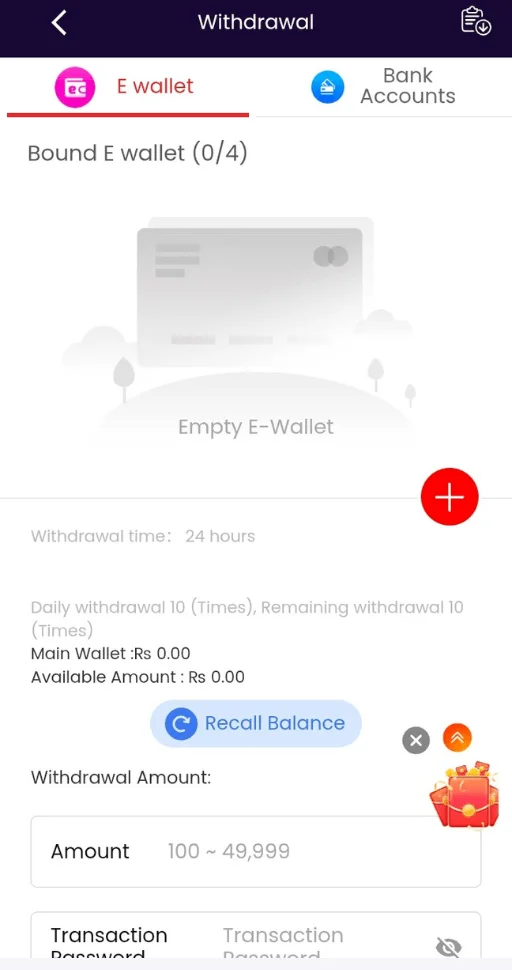 Withdrawal
E wallet
Bank
Accounts
Bound E wallet (0/4)
Empty E-Wallet
Withdrawal time: 24 hours
Daily withdrawal 10 (Times), Remaining withdrawal 10
(Times)
Main Wallet :Rs 0.00
Available Amount : Rs 0.00
Recall Balance
Withdrawal Amount:
Amount 100 ~ 49,999
Transaction Transaction
Password Password